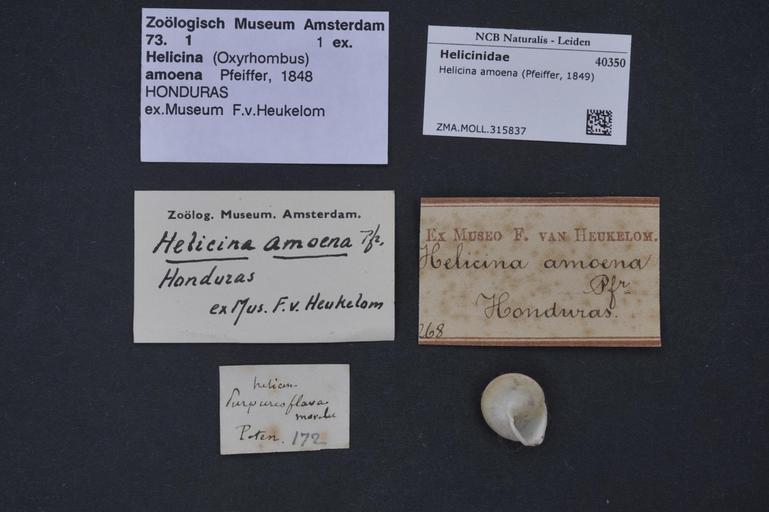 Zoölogisch Museum Amsterdam
73. 1 1 ex.
Helicina (Oxyrhombus)
amoena Pfeiffer, 1848
HONDURAS
ex.Museum F.v.Heukelom
NCB Naturalis - Leiden
Helicinidae 40350
Helicina amoena (Pfeiffer, 1849)
ZMA.MOLL.315837
Zoölog. Museum. Amsterdam.
Helicina amoena Pfr.
Honduras
ex Mus. F. v. Heukelom
Ex Museo F. van Heukelom.
Helicina amoena
Pfr
Honduras.
268
helicin.
Purpureoflava
Peten. 172